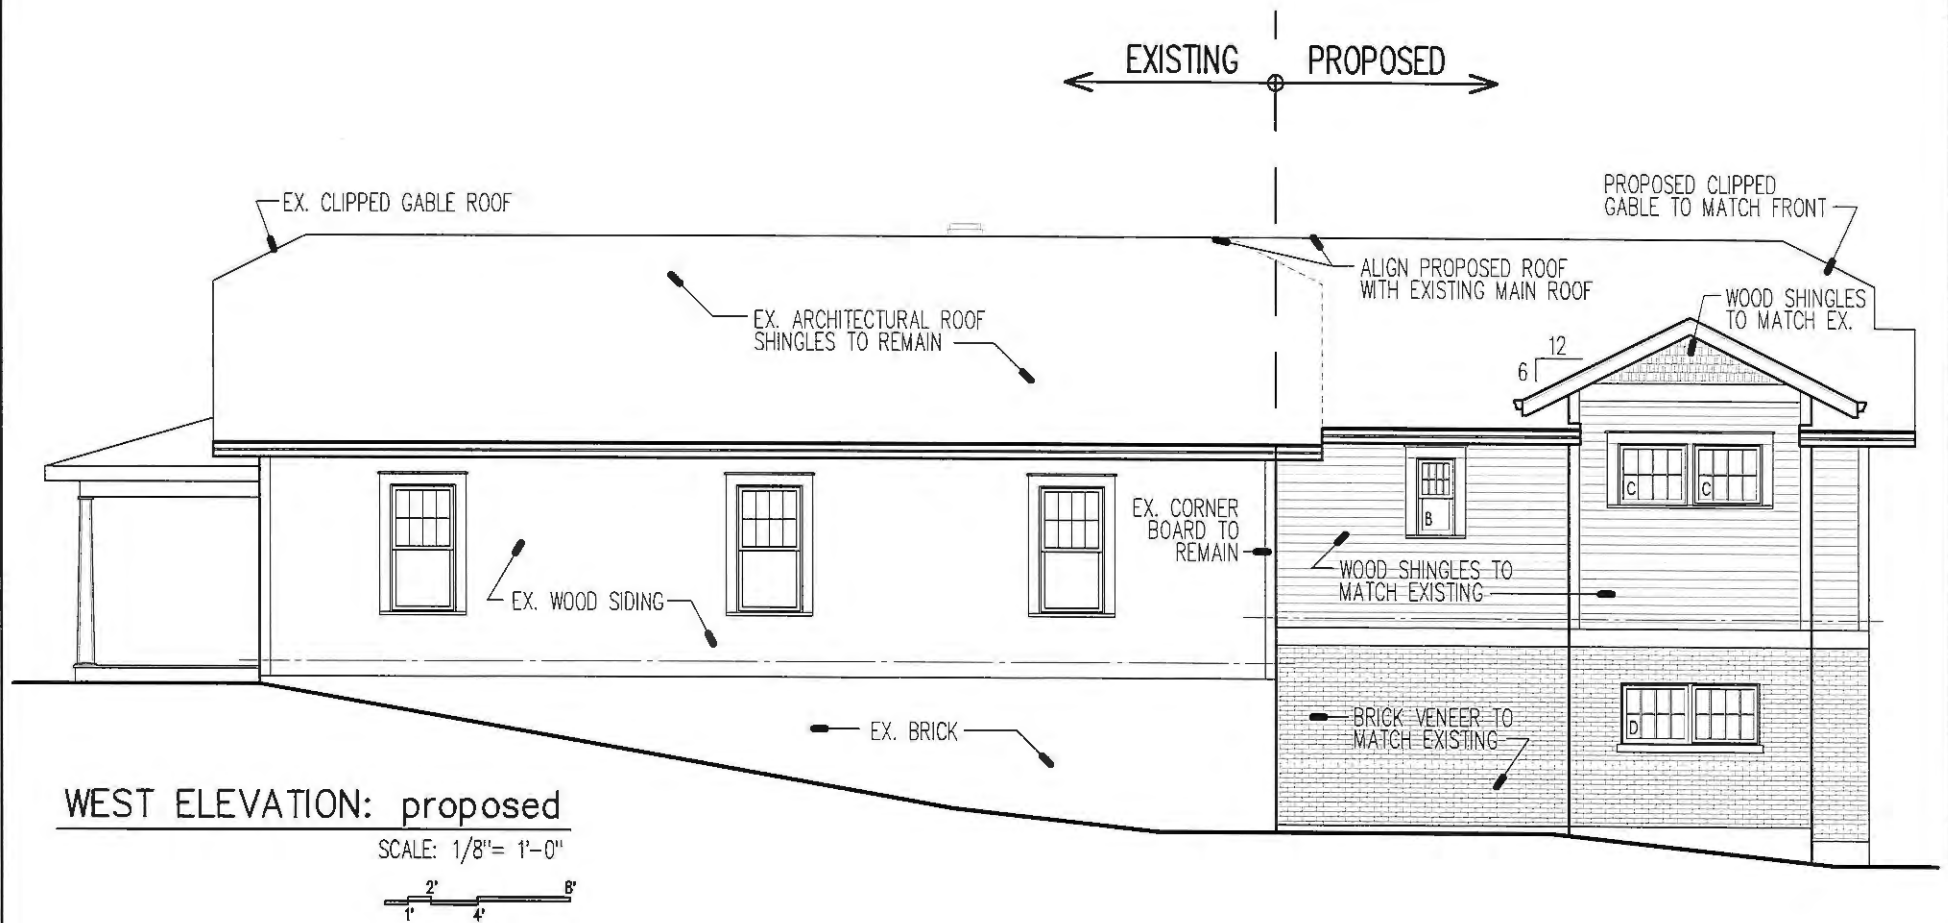 EXISTING PROPOSED
EX. CLIPPED GABLE ROOF
PROPOSED CLIPPED
GABLE TO MATCH FRONT
ALIGN PROPOSED ROOF
WITH EXISTING MAIN ROOF
WOOD SHINGLES
TO MATCH EX.
EX. ARCHITECTURAL ROOF
SHINGLES TO REMAIN
12
6
C C
B
EX. CORNER
BOARD TO
REMAIN
WOOD SHINGLES TO
MATCH EXISTING
EX. WOOD SIDING
EX. BRICK
BRICK VENEER TO
MATCH EXISTING
D
WEST ELEVATION: proposed
SCALE: 1/8"= 1'-0"
2' 8'
1' 4'